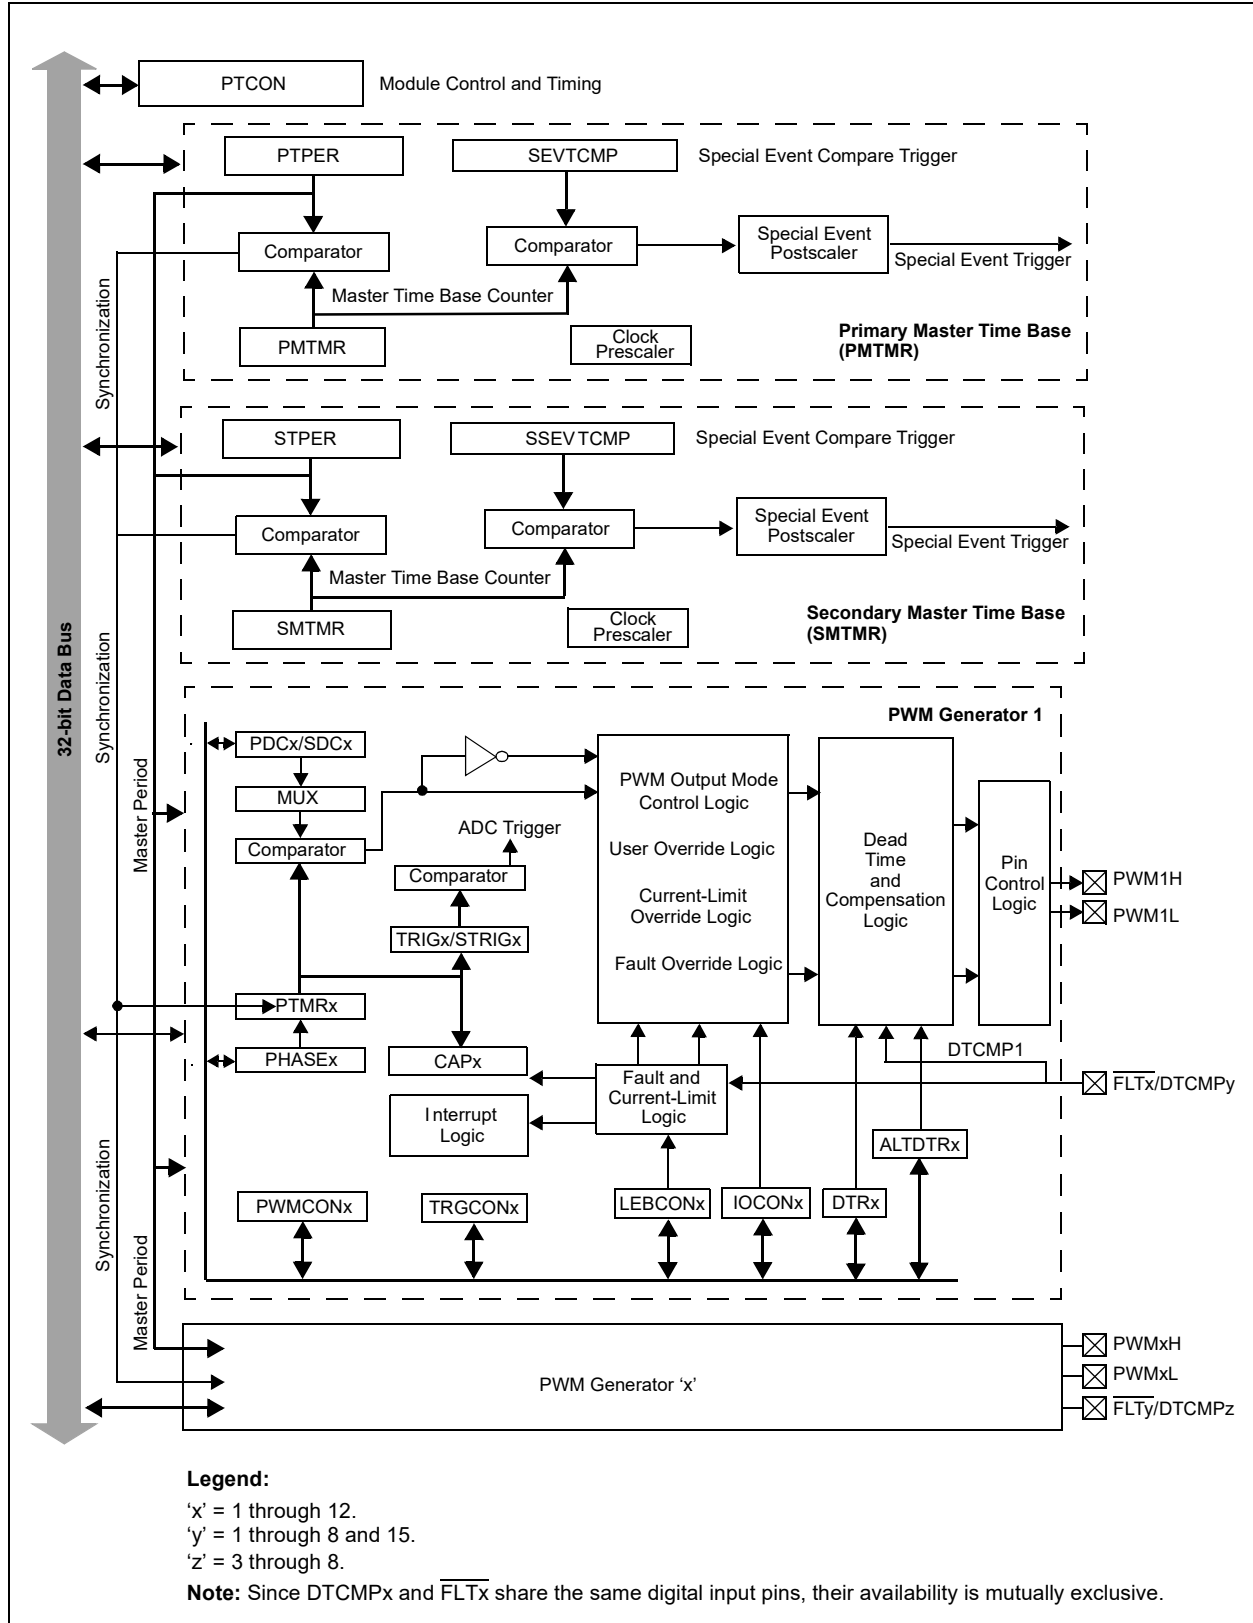 PTCON
Module Control and Timing
PTPER
SEVTCMP
Special Event Compare Trigger
Comparator
Comparator
Special Event
Postscaler
Special Event Trigger
Master Time Base Counter
PMTMR
Clock
Prescaler
Primary Master Time Base
(PMTMR)
Synchronization
STPER
SSEVTCMP
Special Event Compare Trigger
Comparator
Comparator
Special Event
Postscaler
Special Event Trigger
Master Time Base Counter
SMTMR
Clock
Prescaler
Secondary Master Time Base
(SMTMR)
32-bit Data Bus
Synchronization
Master Period
PWM Generator 1
PDCx/SDCx
MUX
Comparator
ADC Trigger
Comparator
TRIGx/STRIGx
PTMRx
PHASEx
CAPx
Interrupt
Logic
PWM Output Mode
Control Logic
User Override Logic
Current-Limit
Override Logic
Fault Override Logic
Dead
Time
and
Compensation
Logic
Pin
Control
Logic
PWM1H
PWM1L
DTCMP1
Fault and
Current-Limit
Logic
FLTx/DTCMPy
ALTDTRx
PWMCONx
TRGCONx
LEBCONx
IOCONx
DTRx
Synchronization
Master Period
PWM Generator ‘x’
PWMxH
PWMxL
FLTy/DTCMPz
Legend:
‘x’ = 1 through 12.
‘y’ = 1 through 8 and 15.
‘z’ = 3 through 8.
Note: Since DTCMPx and FLTx share the same digital input pins, their availability is mutually exclusive.